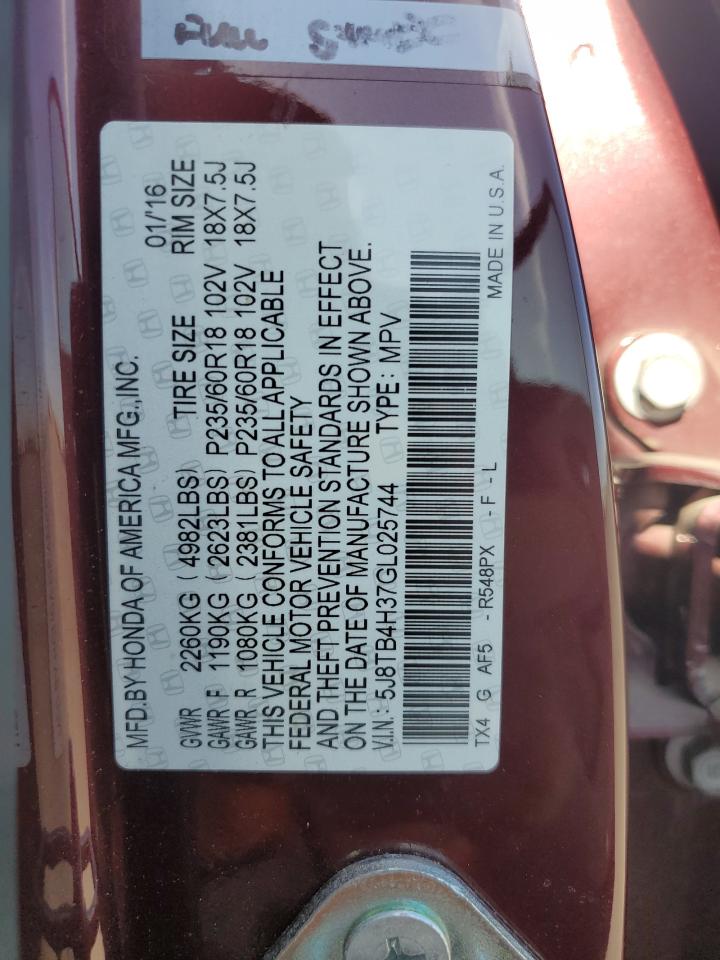 MFD.BY HONDA OF AMERICA MFG.,INC. 01/'16
GVWR 2260KG ( 4982LBS) TIRE SIZE RIM SIZE
GAWR F 1190KG ( 2623LBS) P235/60R18 102V 18X7.5J
GAWR R 1080KG ( 2381LBS) P235/60R18 102V 18X7.5J
THIS VEHICLE CONFORMS TO ALL APPLICABLE
FEDERAL MOTOR VEHICLE SAFETY
AND THEFT PREVENTION STANDARDS IN EFFECT
ON THE DATE OF MANUFACTURE SHOWN ABOVE.
V.I.N: 5J8TB4H37GL025744 TYPE: MPV
TX4 G AF5 - R548PX - F - L MADE IN U.S.A.